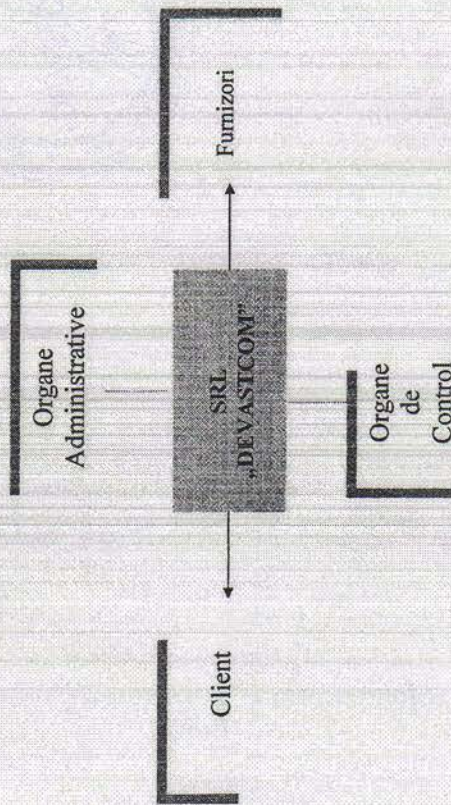 Organe
Administrative
Client
SRL
„DEVASTCOM”
Furnizori
Organe
de
Control